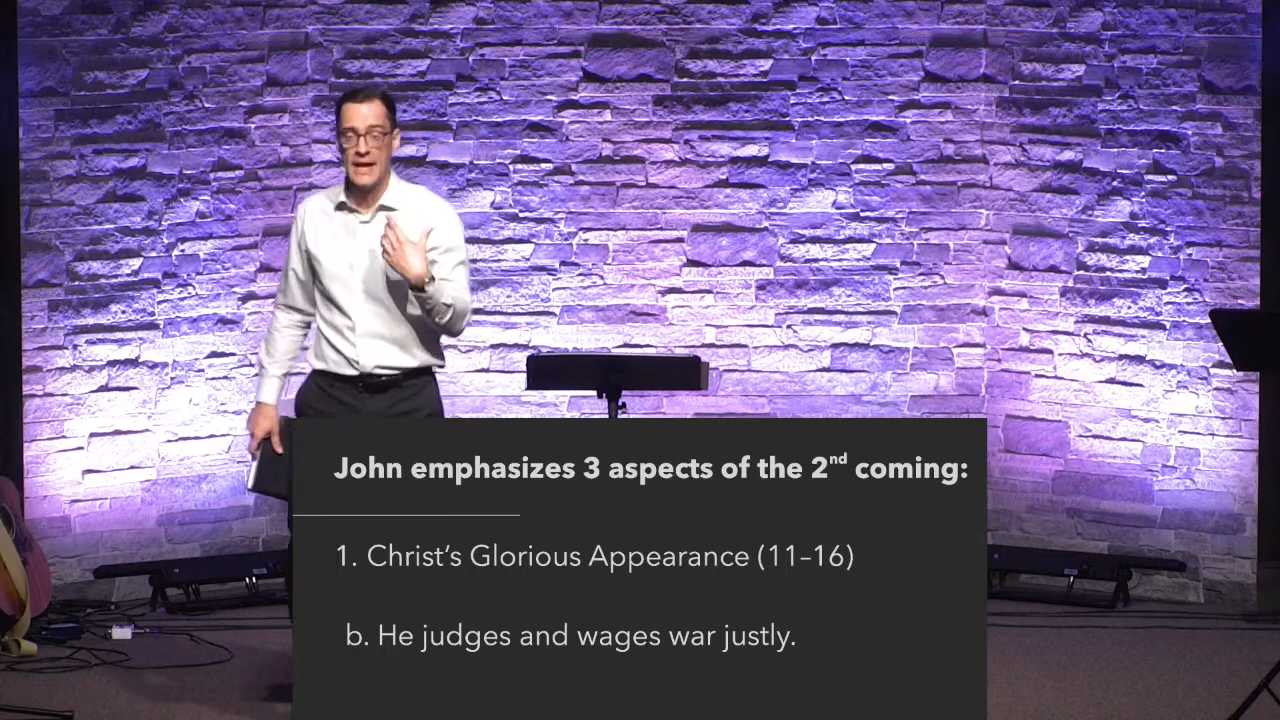 John emphasizes 3 aspects of the 2nd coming:
1. Christ's Glorious Appearance (11–16)
b. He judges and wages war justly.